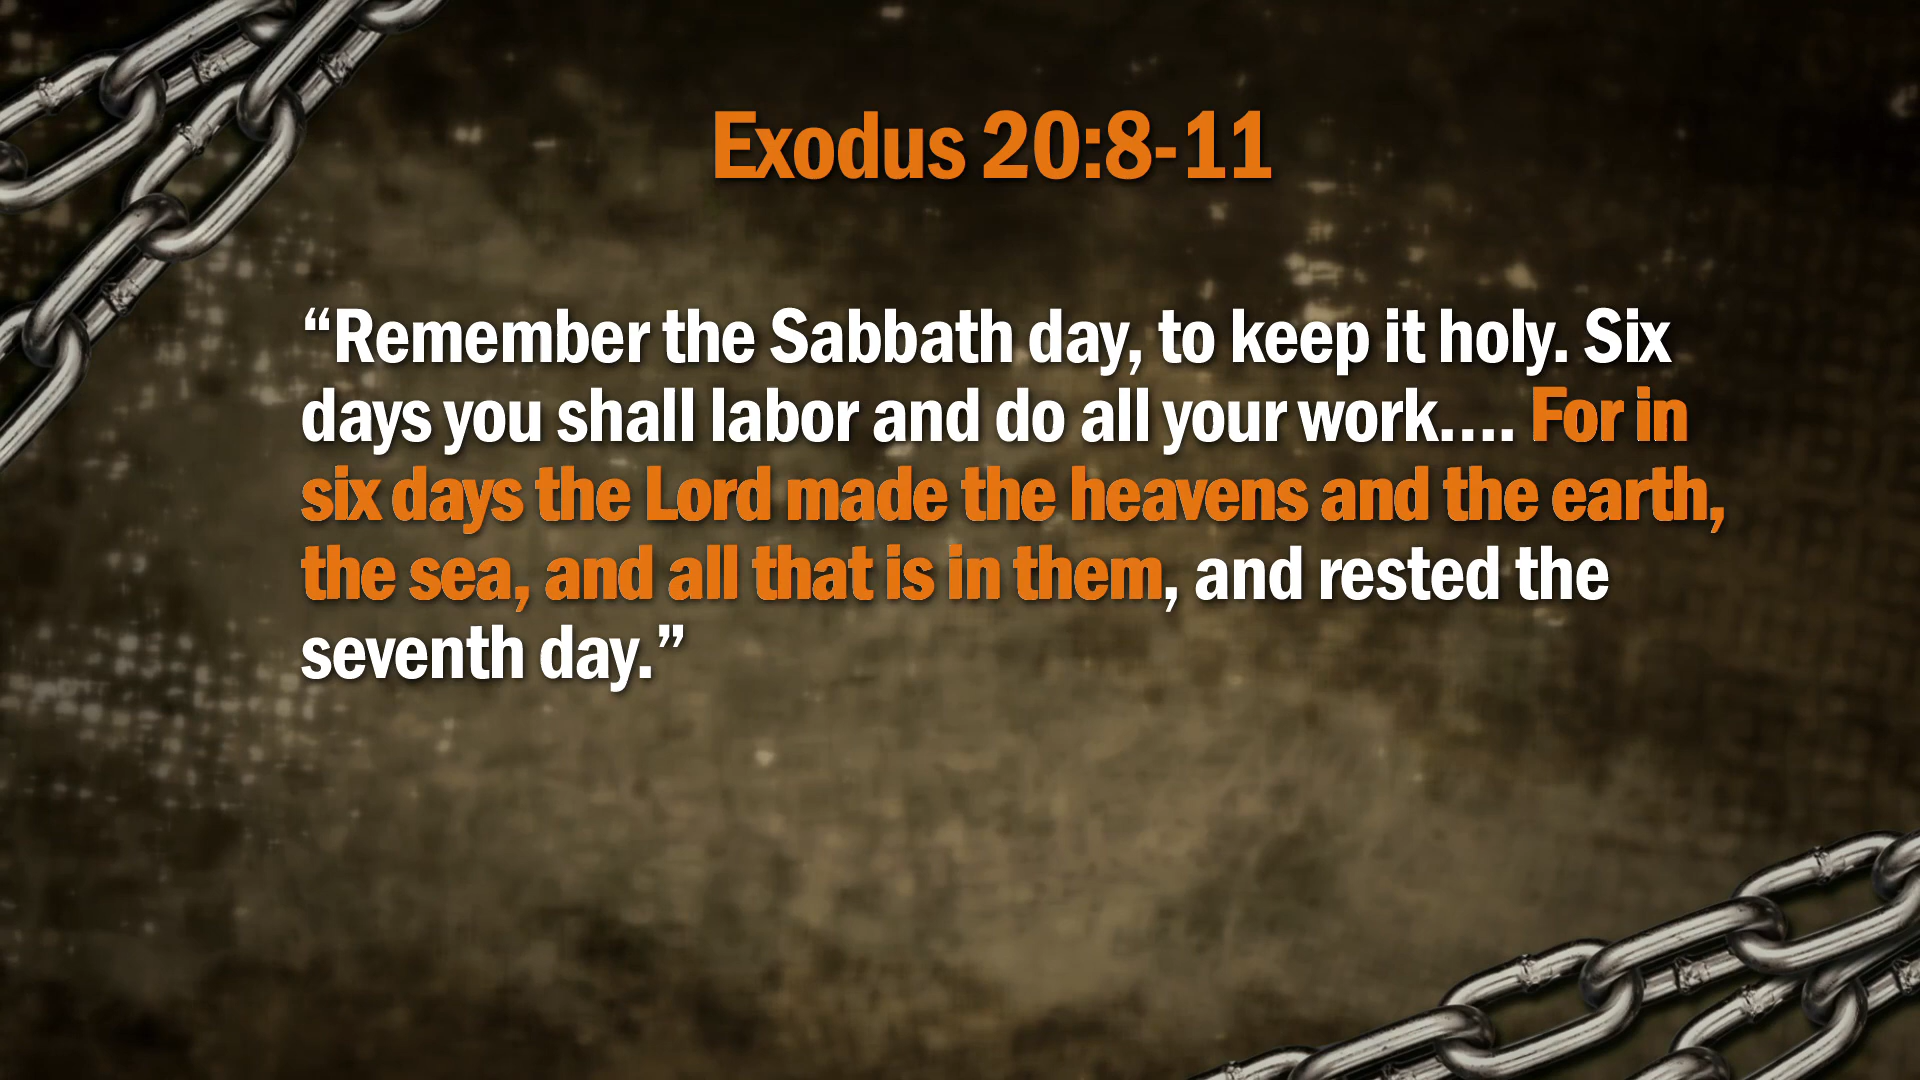 Exodus 20:8-11
“Remember the Sabbath day, to keep it holy. Six
days you shall labor and do all your work…. For in
six days the Lord made the heavens and the earth,
the sea, and all that is in them, and rested the
seventh day.”